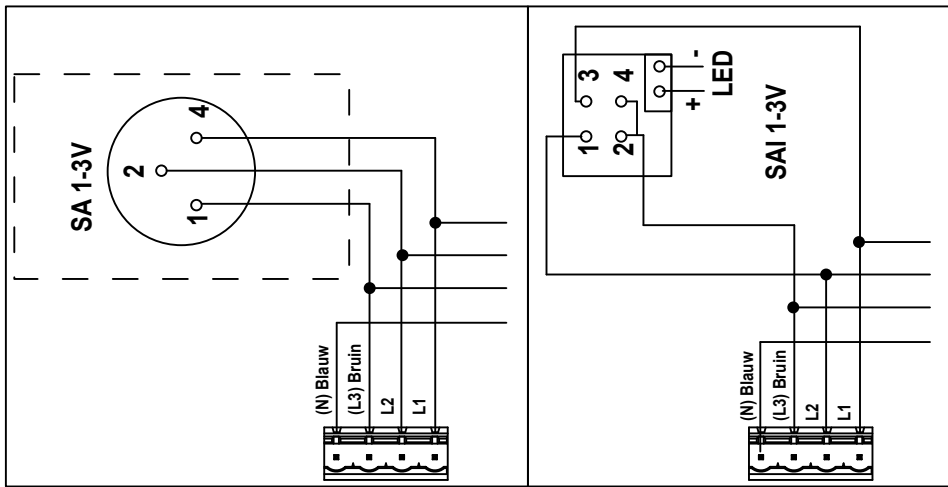 SA 1-3V
1
2
4
(N) Blauw
(L3) Bruin
L2
L1
3
4
1
2
-
+
LED
SAI 1-3V
(N) Blauw
(L3) Bruin
L2
L1